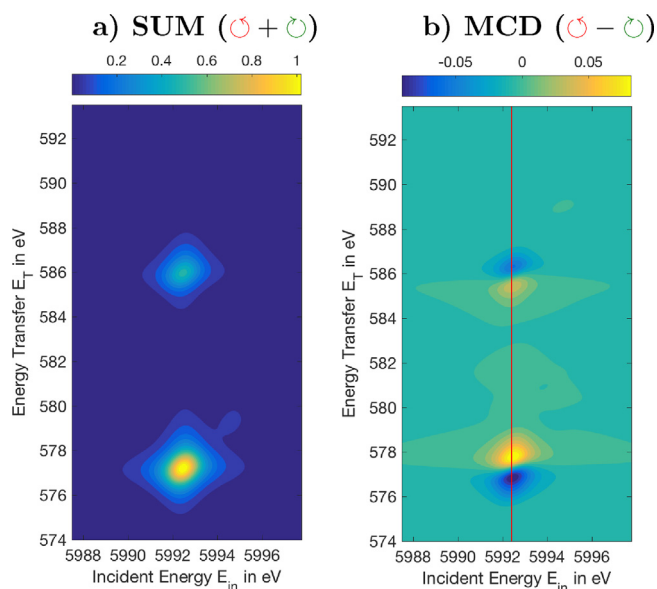 a) SUM (↺ + ↻)
b) MCD (↺ − ↻)
0.2 0.4 0.6 0.8 1
-0.05 0 0.05
592
590
588
586
584
582
580
578
576
574
Energy Transfer E_T in eV
5988 5990 5992 5994 5996
Incident Energy E_in in eV
592
590
588
586
584
582
580
578
576
574
Energy Transfer E_T in eV
5988 5990 5992 5994 5996
Incident Energy E_in in eV